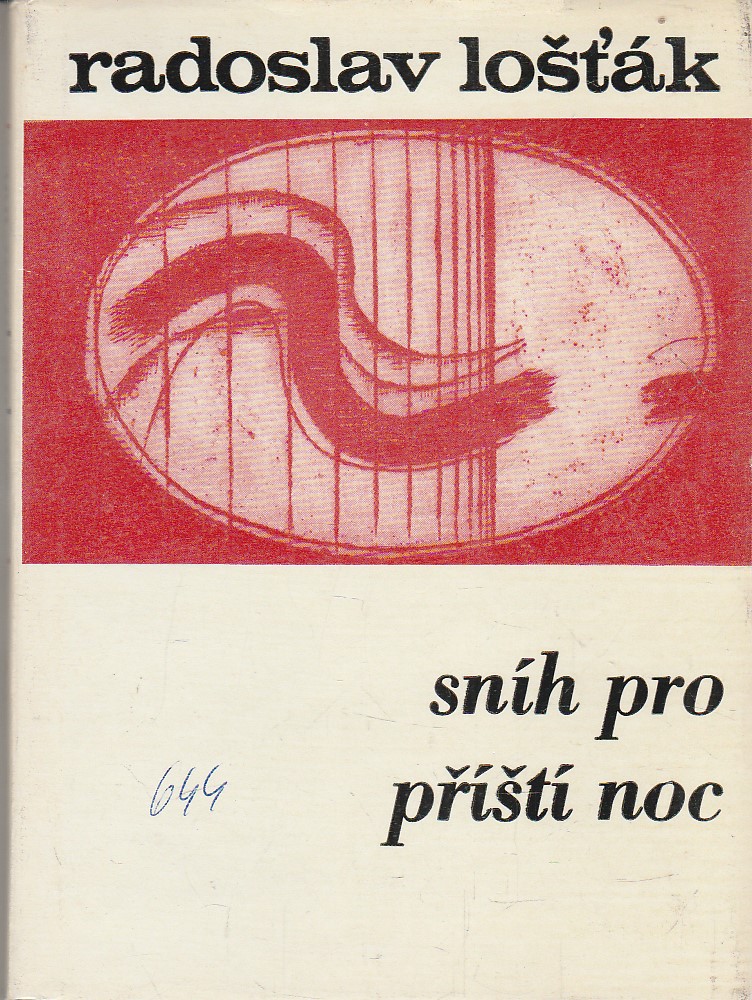 radoslav lošťák
sníh pro
příští noc
644